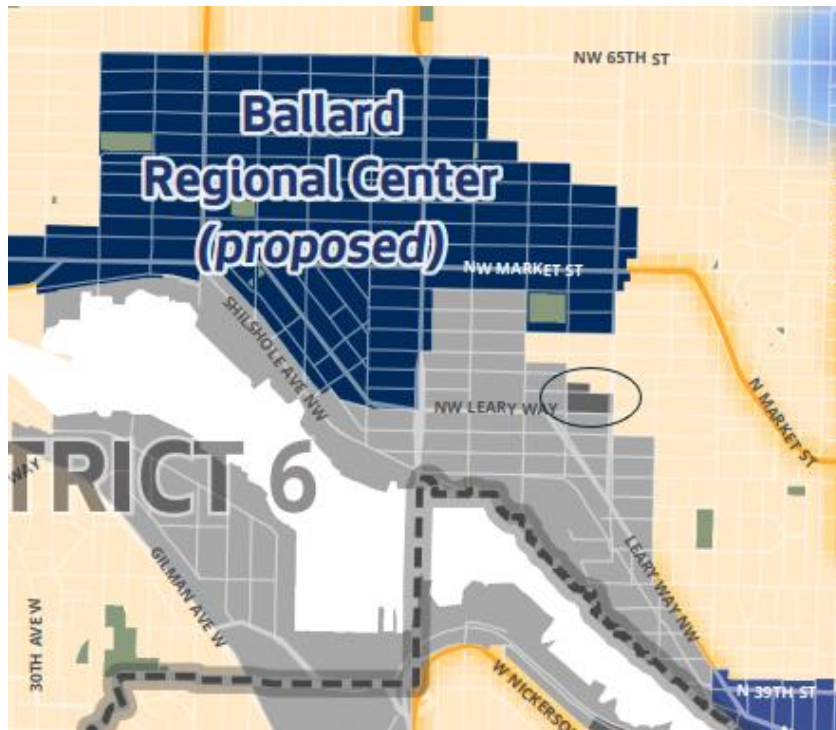 NW 65TH ST
Ballard
Regional Center
(proposed)
NW MARKET ST
SHILSHOLE AVE NW
NW LEARY WAY
N MARKET ST
TRICT 6
WAY
GILMAN AVE W
LEARY WAY NW
30TH AVE W
W NICKERSO
N 39TH ST